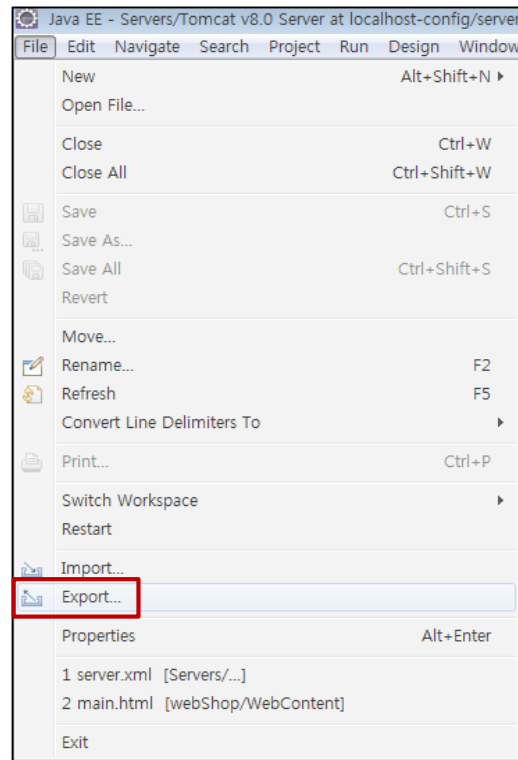 Java EE - Servers/Tomcat v8.0 Server at localhost-config/server
File Edit Navigate Search Project Run Design Window
New Alt+Shift+N
Open File...
Close Ctrl+W
Close All Ctrl+Shift+W
Save Ctrl+S
Save As...
Save All Ctrl+Shift+S
Revert
Move...
Rename... F2
Refresh F5
Convert Line Delimiters To
Print... Ctrl+P
Switch Workspace
Restart
Import...
Export...
Properties Alt+Enter
1 server.xml [Servers/...]
2 main.html [webShop/WebContent]
Exit